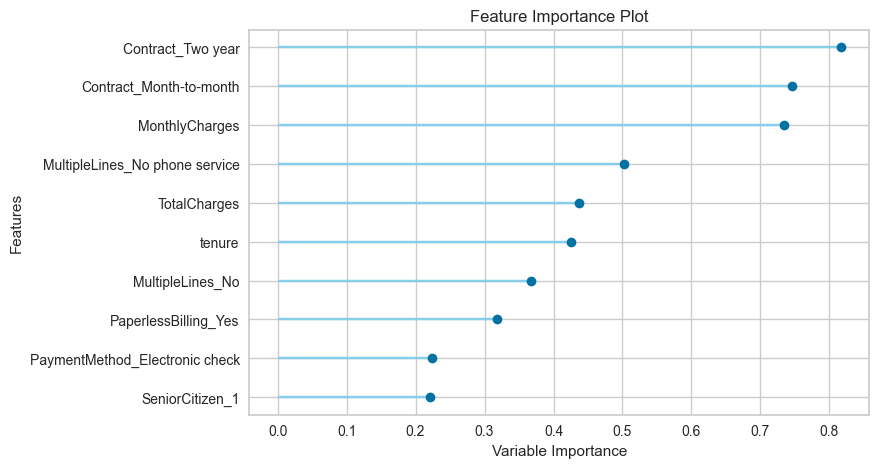 Feature Importance Plot
Contract_Two year
Contract_Month-to-month
MonthlyCharges
MultipleLines_No phone service
TotalCharges
tenure
MultipleLines_No
PaperlessBilling_Yes
PaymentMethod_Electronic check
SeniorCitizen_1
Features
0.0 0.1 0.2 0.3 0.4 0.5 0.6 0.7 0.8
Variable Importance